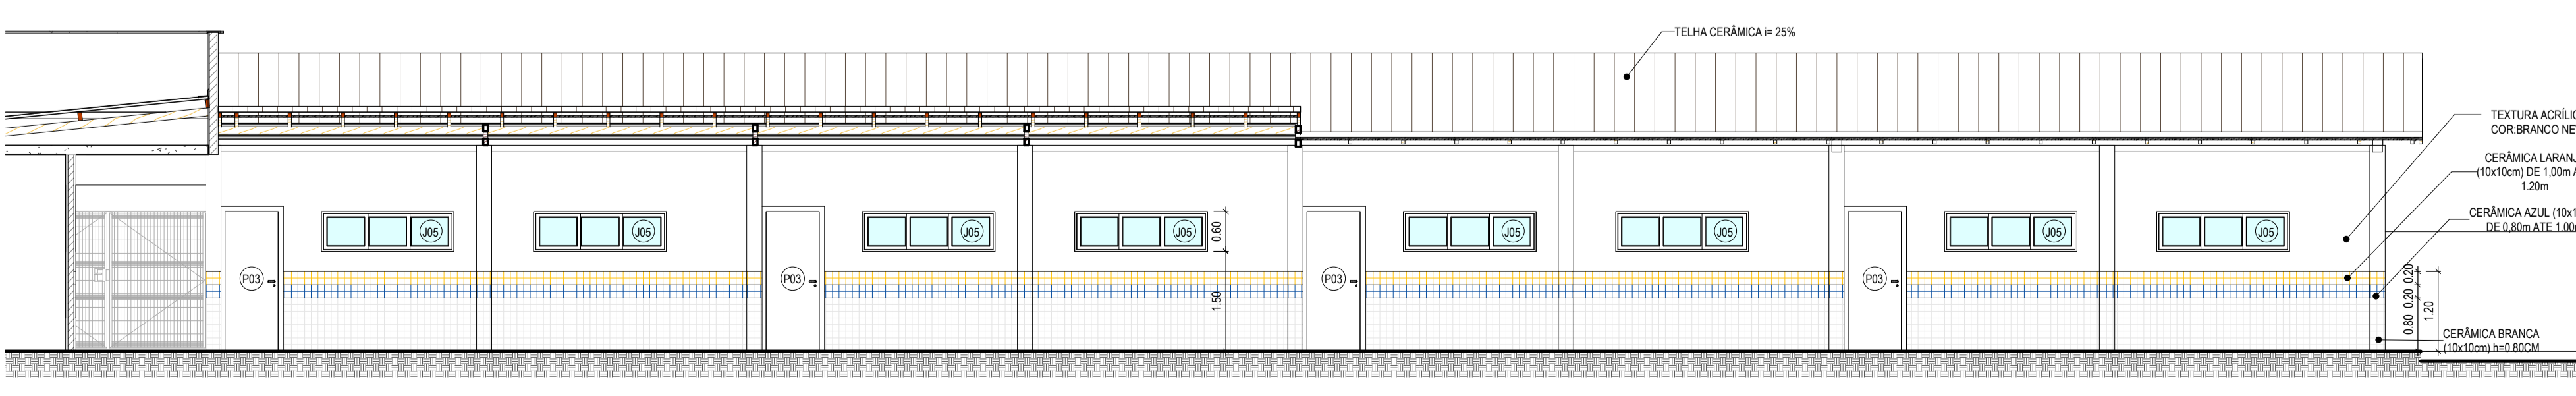 TELHA CERÂMICA i= 25%
TEXTURA ACRÍLIC
COR:BRANCO NE
CERÂMICA LARANJ
(10x10cm) DE 1,00m A
1.20m
CERÂMICA AZUL (10x1
DE 0,80m ATE 1.00
J05
J05
J05
J05
J05
J05
J05
J05
0.60
P03
P03
P03
P03
1.50
0.20
0.20
0.80
1.20
CERÂMICA BRANCA
(10x10cm) h=0.80CM